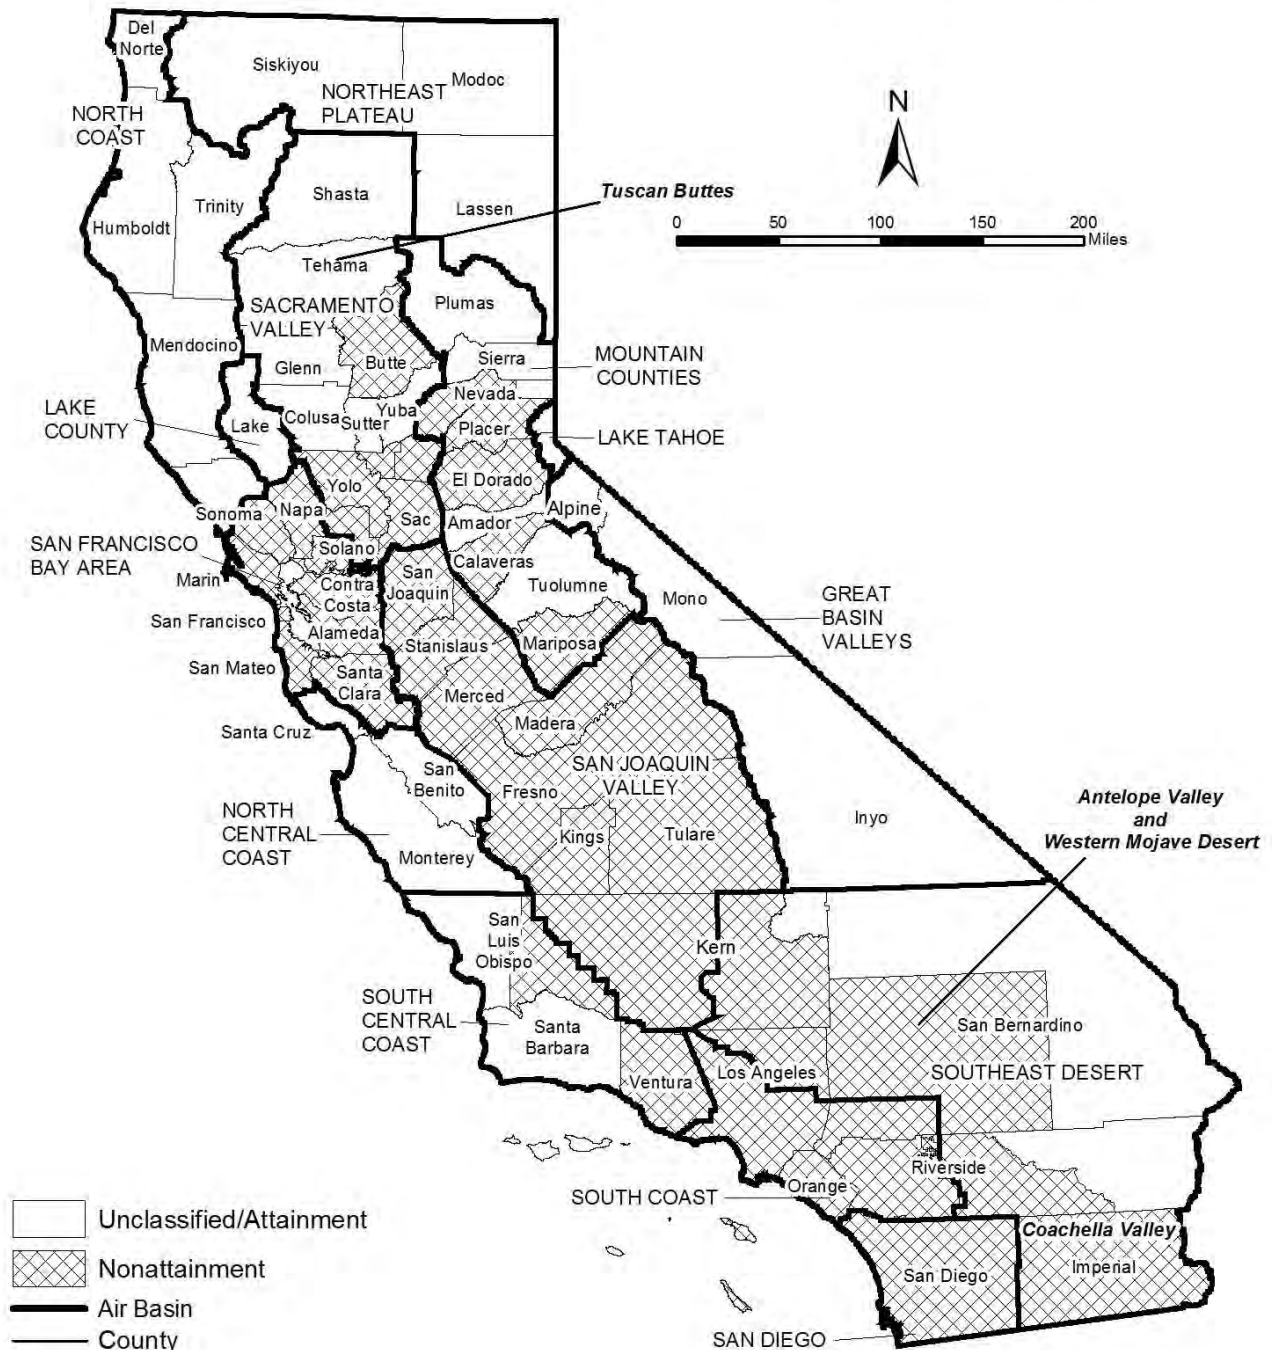 Del
Norte
Siskiyou
Modoc
NORTHEAST
PLATEAU
NORTH
COAST
N
Shasta
Tuscan Buttes
Trinity
Lassen
Humboldt
0 50 100 150 200
Miles
Tehama
SACRAMENTO
VALLEY
Plumas
Mendocino
Butte
Sierra
MOUNTAIN
COUNTIES
Glenn
Nevada
LAKE
COUNTY
Lake
Colusa
Sutter
Yuba
Placer
LAKE TAHOE
Yolo
El Dorado
Sonoma
Napa
Sac
Amador
Alpine
SAN FRANCISCO
BAY AREA
Solano
Calaveras
Marin
Contra
Costa
San
Joaquin
Tuolumne
Mono
GREAT
BASIN
VALLEYS
San Francisco
Alameda
Stanislaus
Mariposa
San Mateo
Santa
Clara
Merced
Madera
Santa Cruz
San
Benito
Fresno
SAN JOAQUIN
VALLEY
Antelope Valley
and
Western Mojave Desert
NORTH
CENTRAL
COAST
Kings
Tulare
Inyo
Monterey
San
Luis
Obispo
Kern
SOUTH
CENTRAL
COAST
Santa
Barbara
San Bernardino
Ventura
Los Angeles
SOUTHEAST DESERT
Riverside
Orange
SOUTH COAST
Coachella Valley
Imperial
San Diego
SAN DIEGO
Unclassified/Attainment
Nonattainment
Air Basin
County